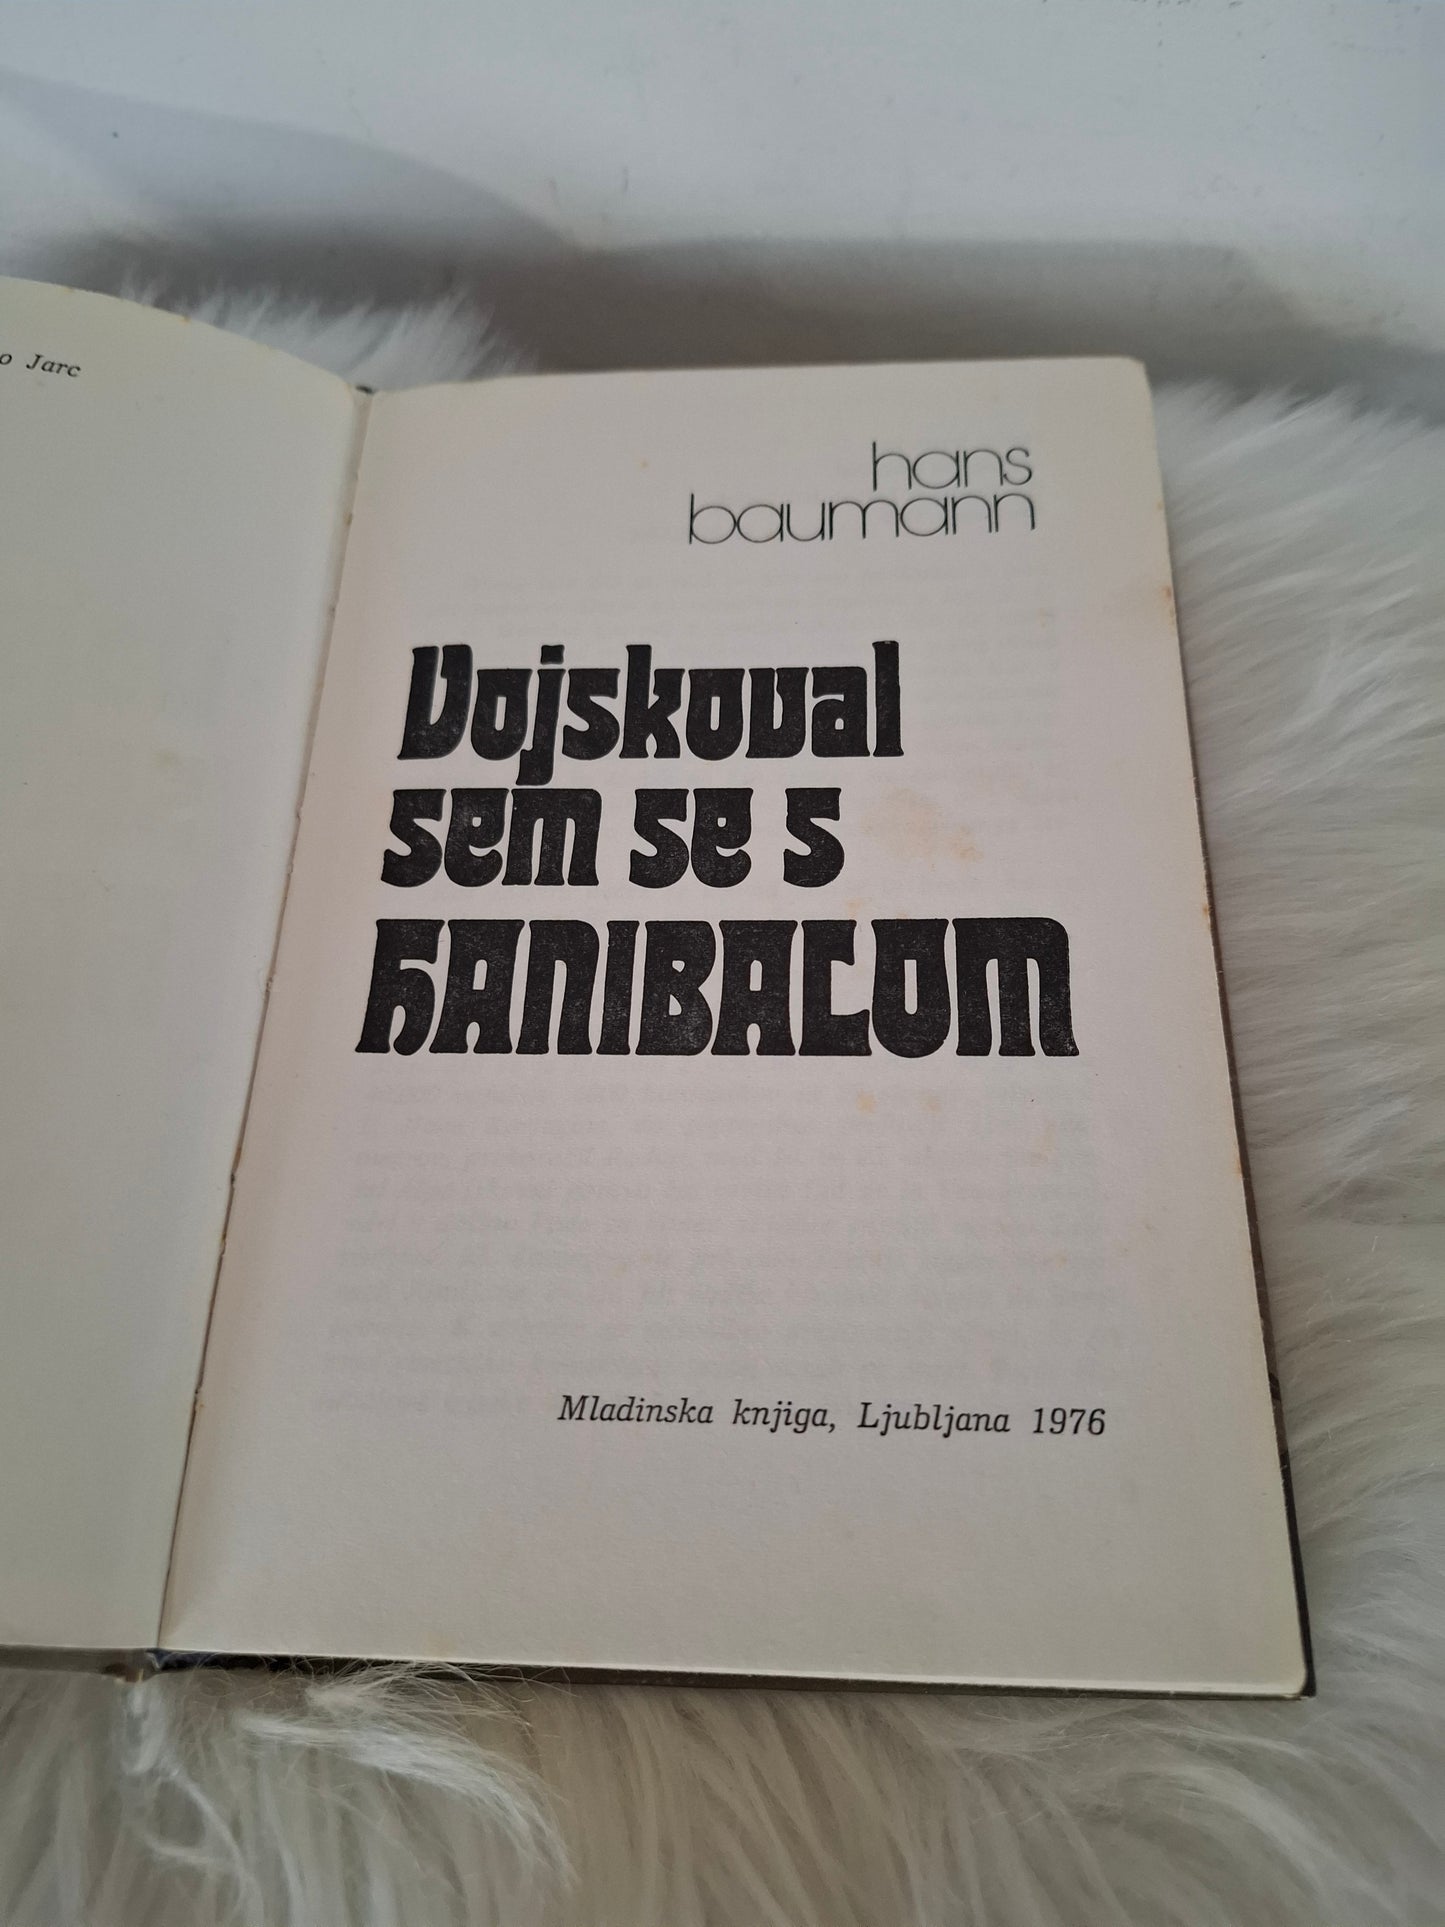 Jarc
hans
baumann
Vojskoval
sem se s
hANIBALOM
Mladinska knjiga, Ljubljana 1976